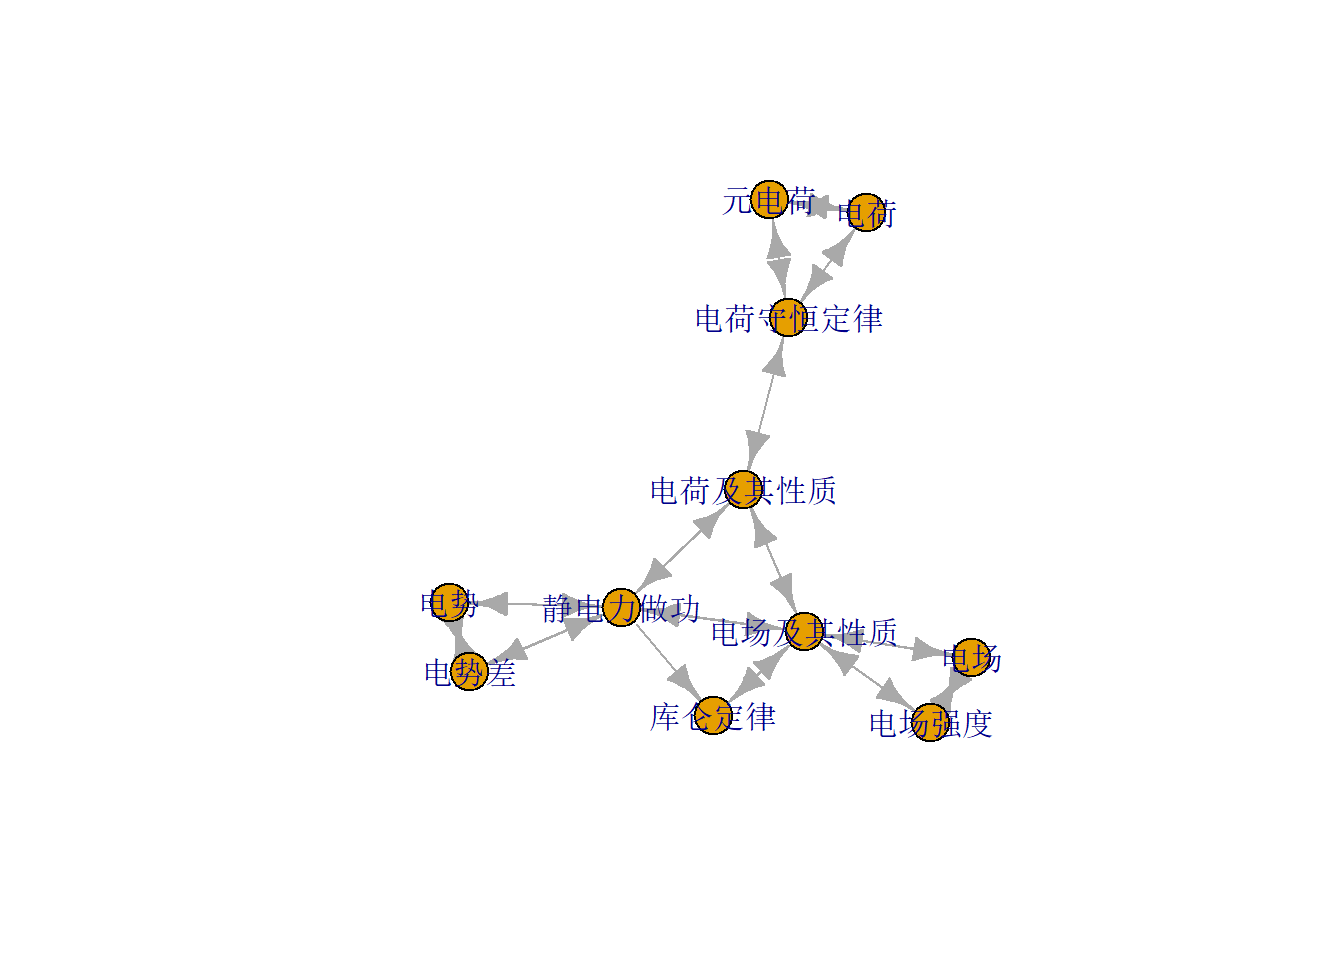 元电荷
电荷
电荷守恒定律
电荷及其性质
电势
静电力做功
电场及其性质
电场
电势差
库仑定律
电场强度